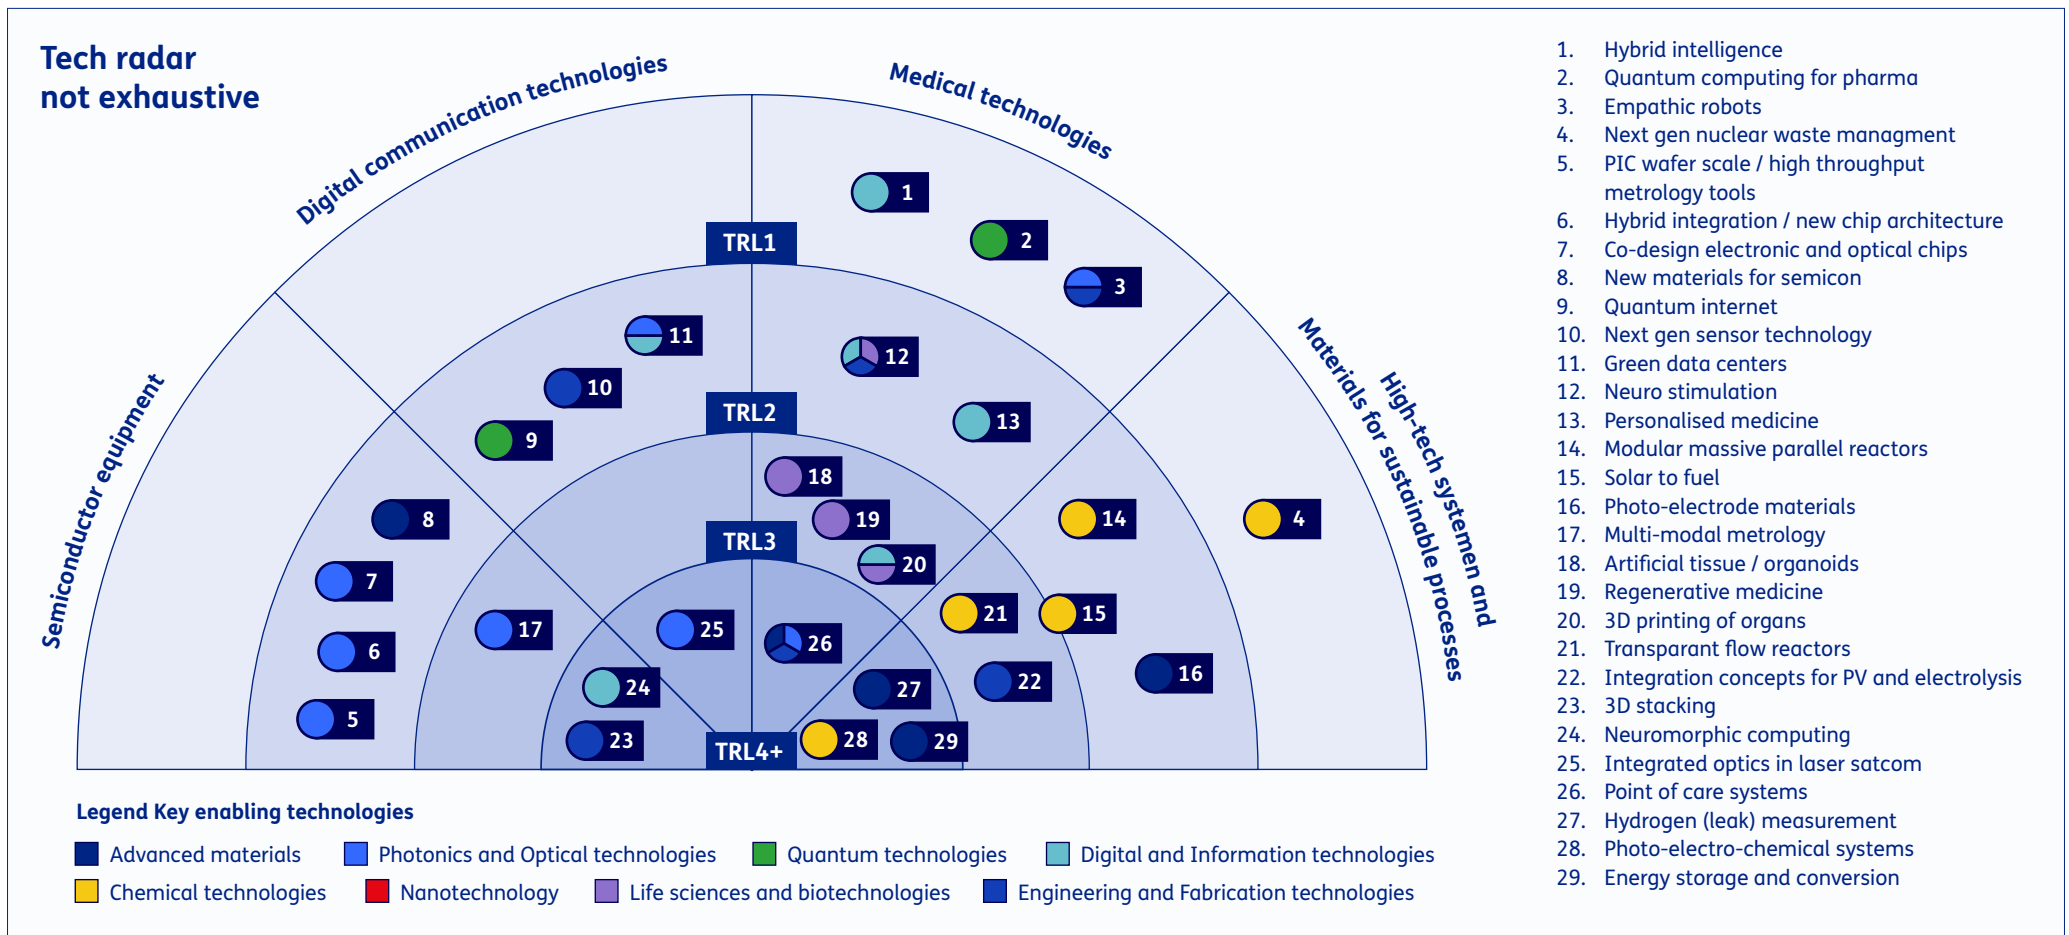 Tech radar
not exhaustive
Digital communication technologies
Medical technologies
Semiconductor equipment
High-tech systemen and
Materials for sustainable processes
TRL1
TRL2
TRL3
TRL4+
1
2
3
4
5
6
7
8
9
10
11
12
13
14
15
16
17
18
19
20
21
22
23
24
25
26
27
28
29
Legend Key enabling technologies
Advanced materials
Photonics and Optical technologies
Quantum technologies
Digital and Information technologies
Chemical technologies
Nanotechnology
Life sciences and biotechnologies
Engineering and Fabrication technologies
1. Hybrid intelligence
2. Quantum computing for pharma
3. Empathic robots
4. Next gen nuclear waste managment
5. PIC wafer scale / high throughput
metrology tools
6. Hybrid integration / new chip architecture
7. Co-design electronic and optical chips
8. New materials for semicon
9. Quantum internet
10. Next gen sensor technology
11. Green data centers
12. Neuro stimulation
13. Personalised medicine
14. Modular massive parallel reactors
15. Solar to fuel
16. Photo-electrode materials
17. Multi-modal metrology
18. Artificial tissue / organoids
19. Regenerative medicine
20. 3D printing of organs
21. Transparant flow reactors
22. Integration concepts for PV and electrolysis
23. 3D stacking
24. Neuromorphic computing
25. Integrated optics in laser satcom
26. Point of care systems
27. Hydrogen (leak) measurement
28. Photo-electro-chemical systems
29. Energy storage and conversion